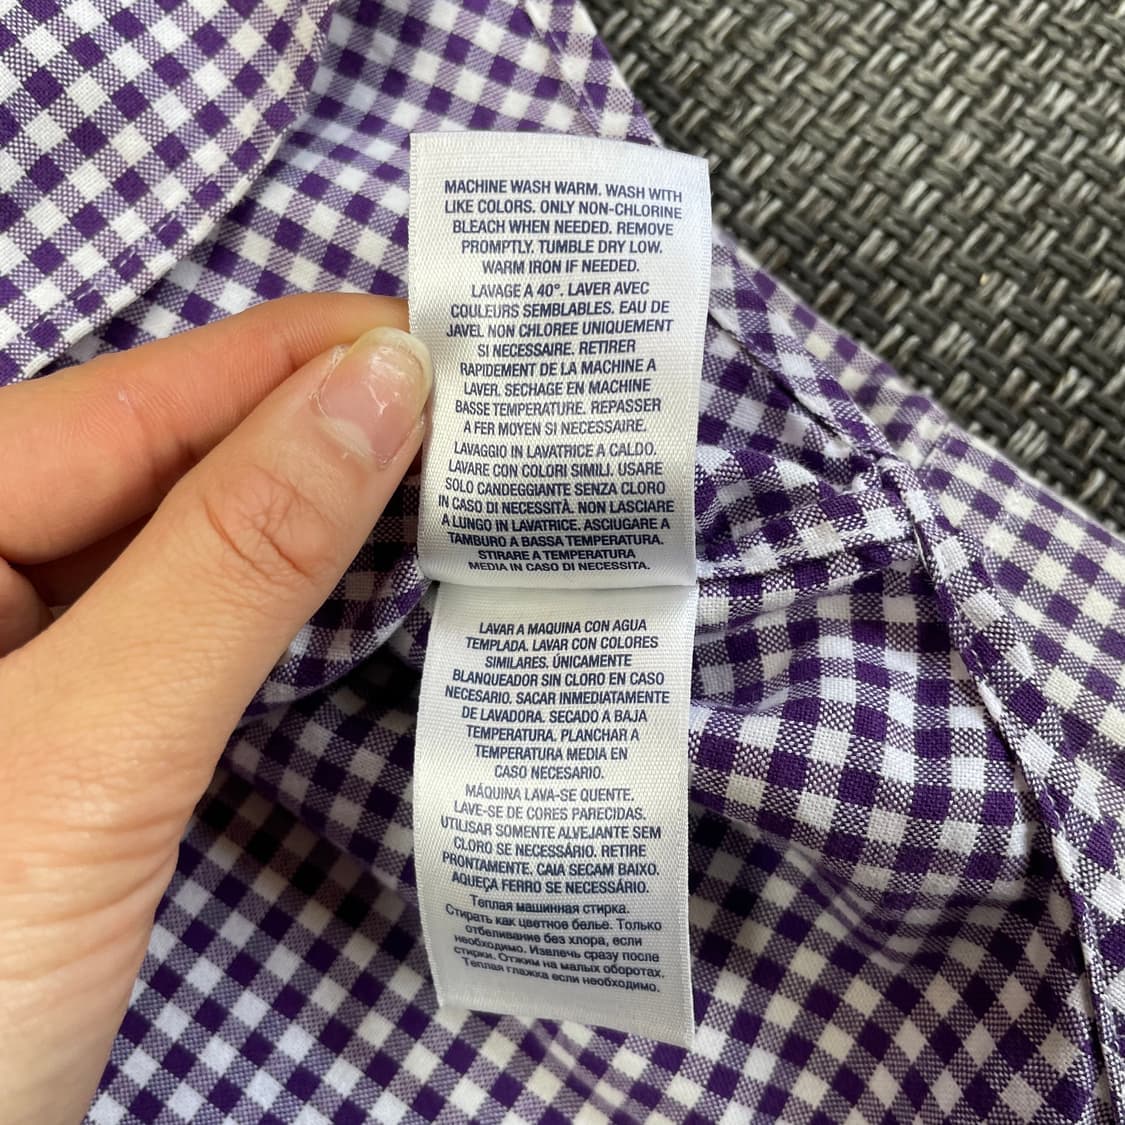 MACHINE WASH WARM. WASH WITH
LIKE COLORS. ONLY NON-CHLORINE
BLEACH WHEN NEEDED. REMOVE
PROMPTLY. TUMBLE DRY LOW.
WARM IRON IF NEEDED.
LAVAGE A 40°. LAVER AVEC
COULEURS SEMBLABLES. EAU DE
JAVEL NON CHLOREE UNIQUEMENT
SI NECESSAIRE. RETIRER
RAPIDEMENT DE LA MACHINE A
LAVER. SECHAGE EN MACHINE
BASSE TEMPERATURE. REPASSER
A FER MOYEN SI NECESSAIRE.
LAVAGGIO IN LAVATRICE A CALDO.
LAVARE CON COLORI SIMILI. USARE
SOLO CANDEGGIANTE SENZA CLORO
IN CASO DI NECESSITÀ. NON LASCIARE
A LUNGO IN LAVATRICE. ASCIUGARE A
TAMBURO A BASSA TEMPERATURA.
STIRARE A TEMPERATURA
MEDIA IN CASO DI NECESSITA.
LAVAR A MAQUINA CON AGUA
TEMPLADA. LAVAR CON COLORES
SIMILARES. ÚNICAMENTE
BLANQUEADOR SIN CLORO EN CASO
NECESARIO. SACAR INMEDIATAMENTE
DE LAVADORA. SECADO A BAJA
TEMPERATURA. PLANCHAR A
TEMPERATURA MEDIA EN
CASO NECESARIO.
MÁQUINA LAVA-SE QUENTE.
LAVE-SE DE CORES PARECIDAS.
UTILISAR SOMENTE ALVEJANTE SEM
CLORO SE NECESSÁRIO. RETIRE
PRONTAMENTE. CAIA SECAM BAIXO.
AQUEÇA FERRO SE NECESSÁRIO.
Теплая машинная стирка.
Стирать как цветное белье. Только
отбеливание без хлора, если
необходимо. Извлечь сразу после
стирки. Отжим на малых оборотах.
Теплая глажка если необходимо.